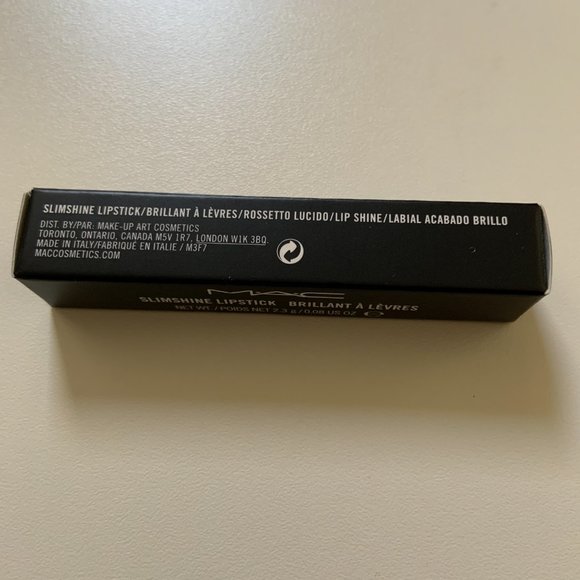 SLIMSHINE LIPSTICK/BRILLANT À LÈVRES/ROSSETTO LUCIDO/LIP SHINE/LABIAL ACABADO BRILLO
DIST. BY/PAR: MAKE-UP ART COSMETICS
TORONTO, ONTARIO, CANADA M5V 1R7, LONDON W1K 3BQ.
MADE IN ITALY/FABRIQUÉ EN ITALIE / M3F7
MACCOSMETICS.COM
MAC
SLIMSHINE LIPSTICK BRILLANT À LÈVRES
NET WT. / POIDS NET 2.3 g / 0.08 US OZ ℮